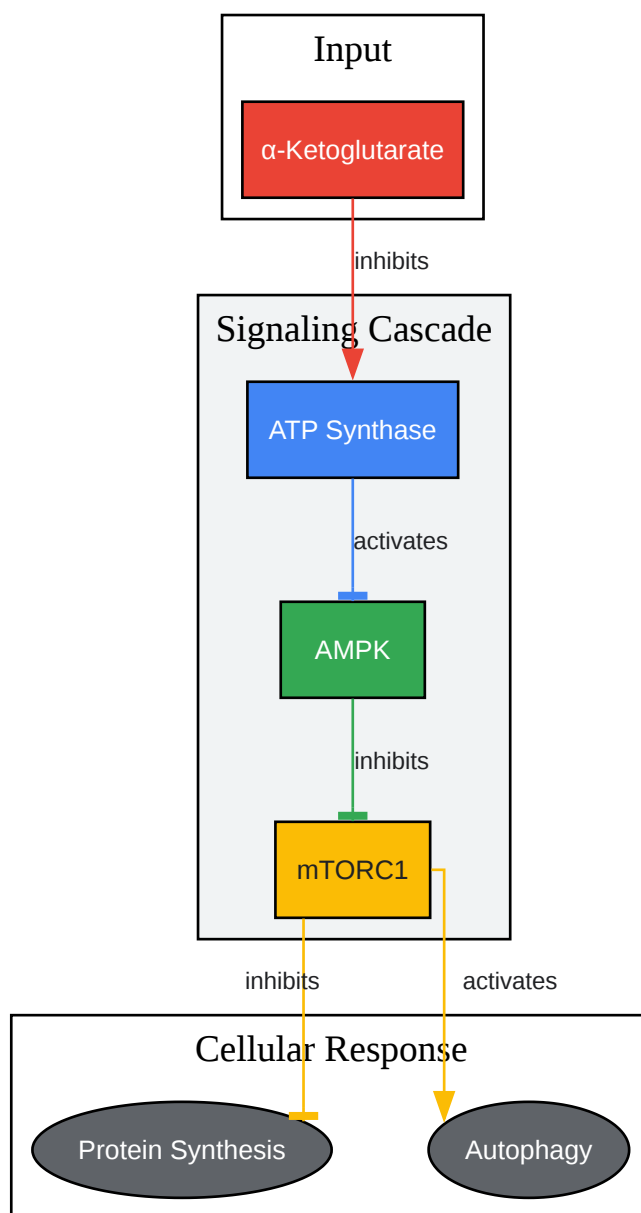 Input
α-Ketoglutarate
inhibits
Signaling Cascade
ATP Synthase
activates
AMPK
inhibits
mTORC1
inhibits
activates
Cellular Response
Protein Synthesis
Autophagy